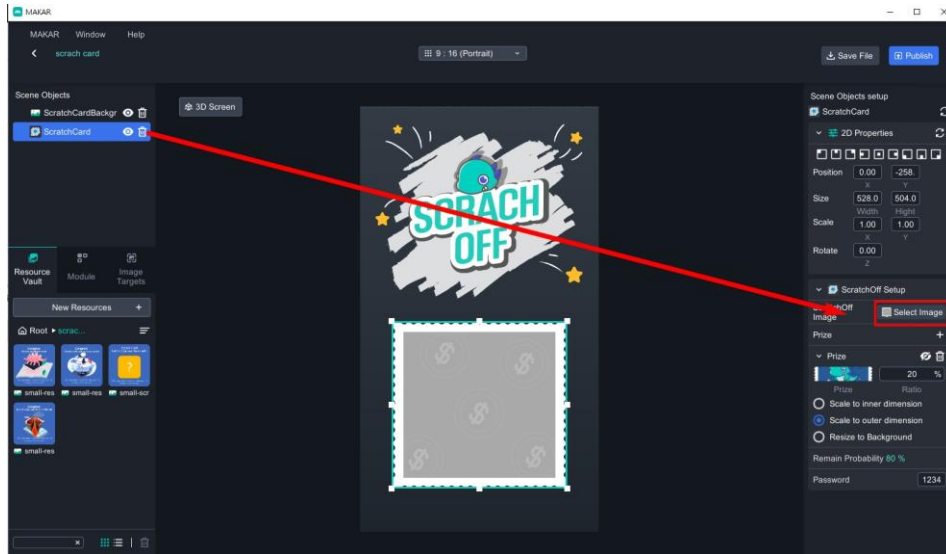 MAKAR
MAKAR Window Help
scrach card
9 : 16 (Portrait)
Save File
Publish
Scene Objects
ScratchCardBackgr
ScratchCard
3D Screen
SCRACH
OFF
Resource
Vault
Module
Image
Targets
New Resources +
Root scrac...
small-res small-res small-scr
small-res
Scene Objects setup
ScratchCard
2D Properties
Position 0.00 -258.
X Y
Size 528.0 504.0
Width Hight
Scale 1.00 1.00
X Y
Rotate 0.00
Z
ScratchOff Setup
Image
Select Image
Prize +
Prize
20 %
Prize Ratio
Scale to inner dimension
Scale to outer dimension
Resize to Background
Remain Probability 80 %
Password 1234